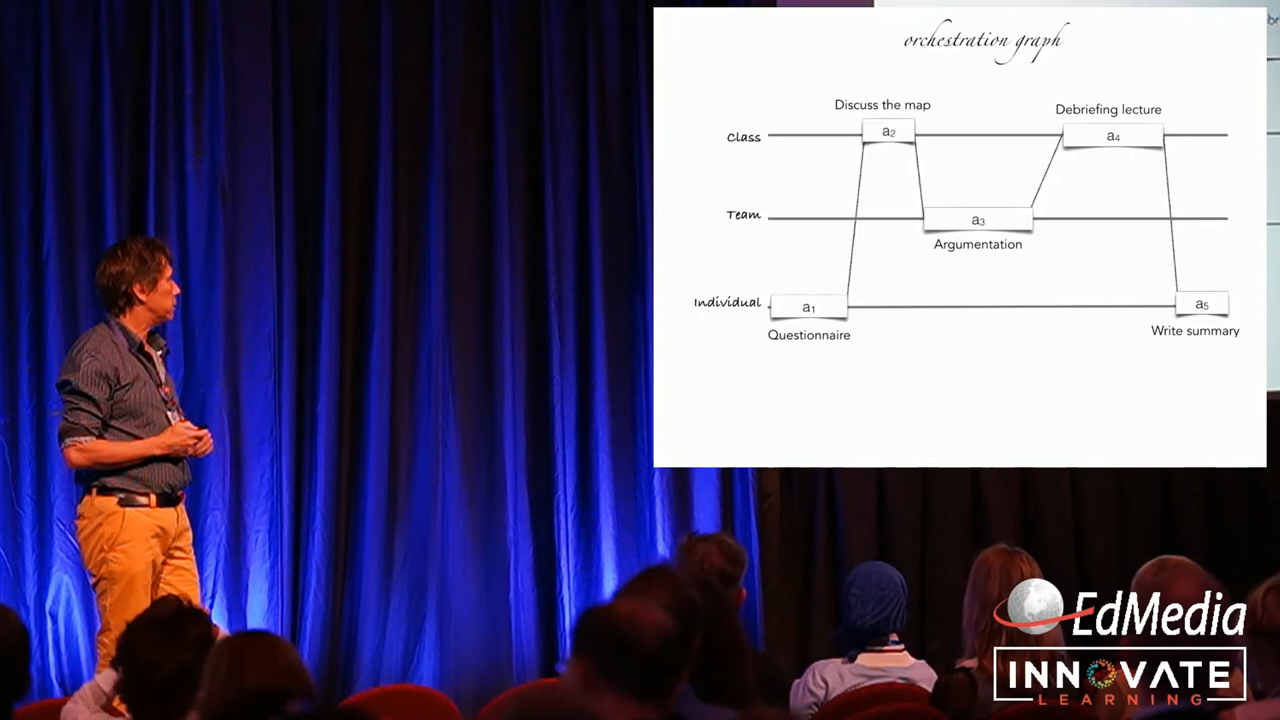 orchestration graph
Discuss the map
Debriefing lecture
Class
a2
a4
Team
a3
Argumentation
Individual
a1
a5
Questionnaire
Write summary
EdMedia
INNOVATE
LEARNING